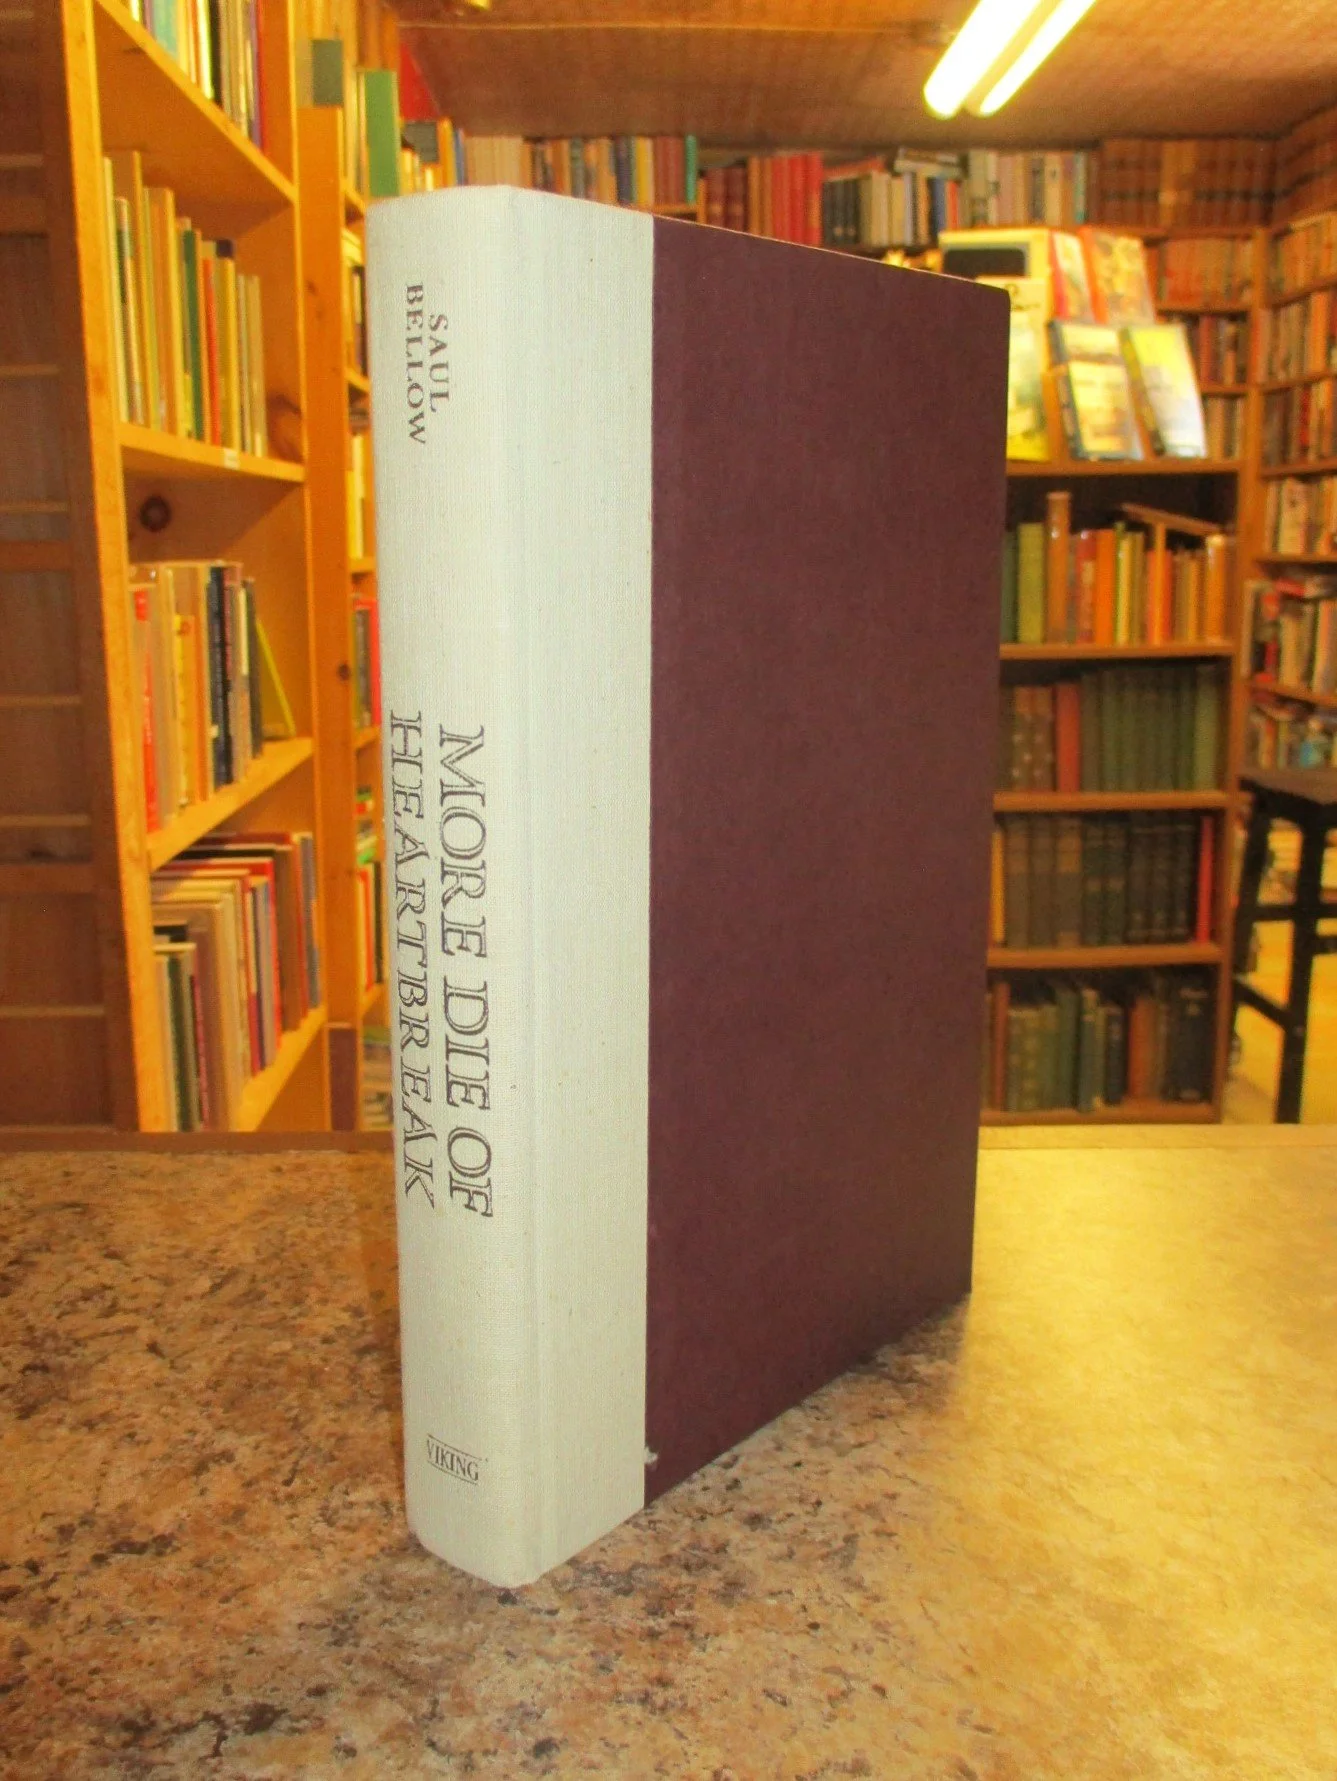 SAUL
BELLOW
MORE DIE OF
HEARTBREAK
VIKING